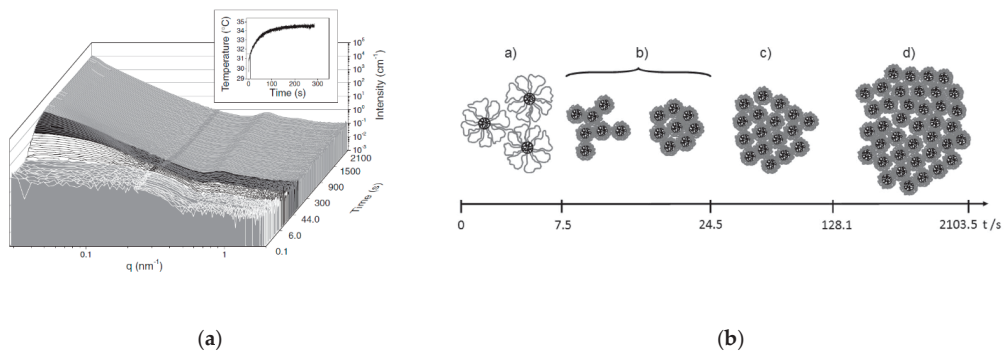 35
34
33
32
31
30
29
Temperature (°C)
0 100 200 300
Time (s)
10⁵
10⁴
10³
10²
10¹
10⁰
10⁻¹
10⁻²
10⁻³
Intensity (cm⁻¹)
2100
1500
900
300
44.0
6.0
0.1
Time (s)
0.1 1
q (nm⁻¹)
(a)
a) b) c) d)
0 7.5 24.5 128.1 2103.5 t /s
(b)